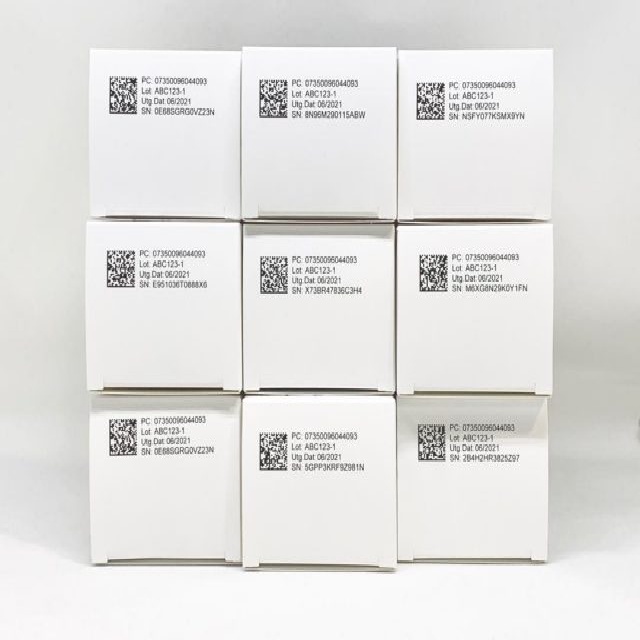 PC: 07350096044093
Lot: ABC123-1
Utg.Dat: 06/2021
SN: 0E68SGRG0VZ23N
PC: 07350096044093
Lot: ABC123-1
Utg.Dat: 06/2021
SN: 8N96M290115ABW
PC: 07350096044093
Lot: ABC123-1
Utg.Dat: 06/2021
SN: NSFY077KSMX9YN
PC: 07350096044093
Lot: ABC123-1
Utg.Dat: 06/2021
SN: E951036T0888X6
PC: 07350096044093
Lot: ABC123-1
Utg.Dat: 06/2021
SN: X73BR47836C3H4
PC: 07350096044093
Lot: ABC123-1
Utg.Dat: 06/2021
SN: M6XG8N29K0Y1FN
PC: 07350096044093
Lot: ABC123-1
Utg.Dat: 06/2021
SN: 0E68SGRG0VZ23N
PC: 07350096044093
Lot: ABC123-1
Utg.Dat: 06/2021
SN: 5GPP3KRF9Z981N
PC: 07350096044093
Lot: ABC123-1
Utg.Dat: 06/2021
SN: 2B4H2HR3825Z97